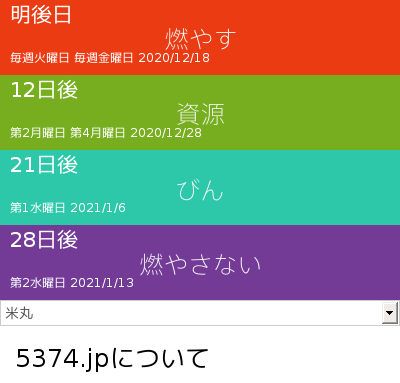 明後日
燃やす
毎週火曜日 毎週金曜日 2020/12/18
12日後
資源
第2月曜日 第4月曜日 2020/12/28
21日後
びん
第1水曜日 2021/1/6
28日後
燃やさない
第2水曜日 2021/1/13
米丸
5374.jpについて